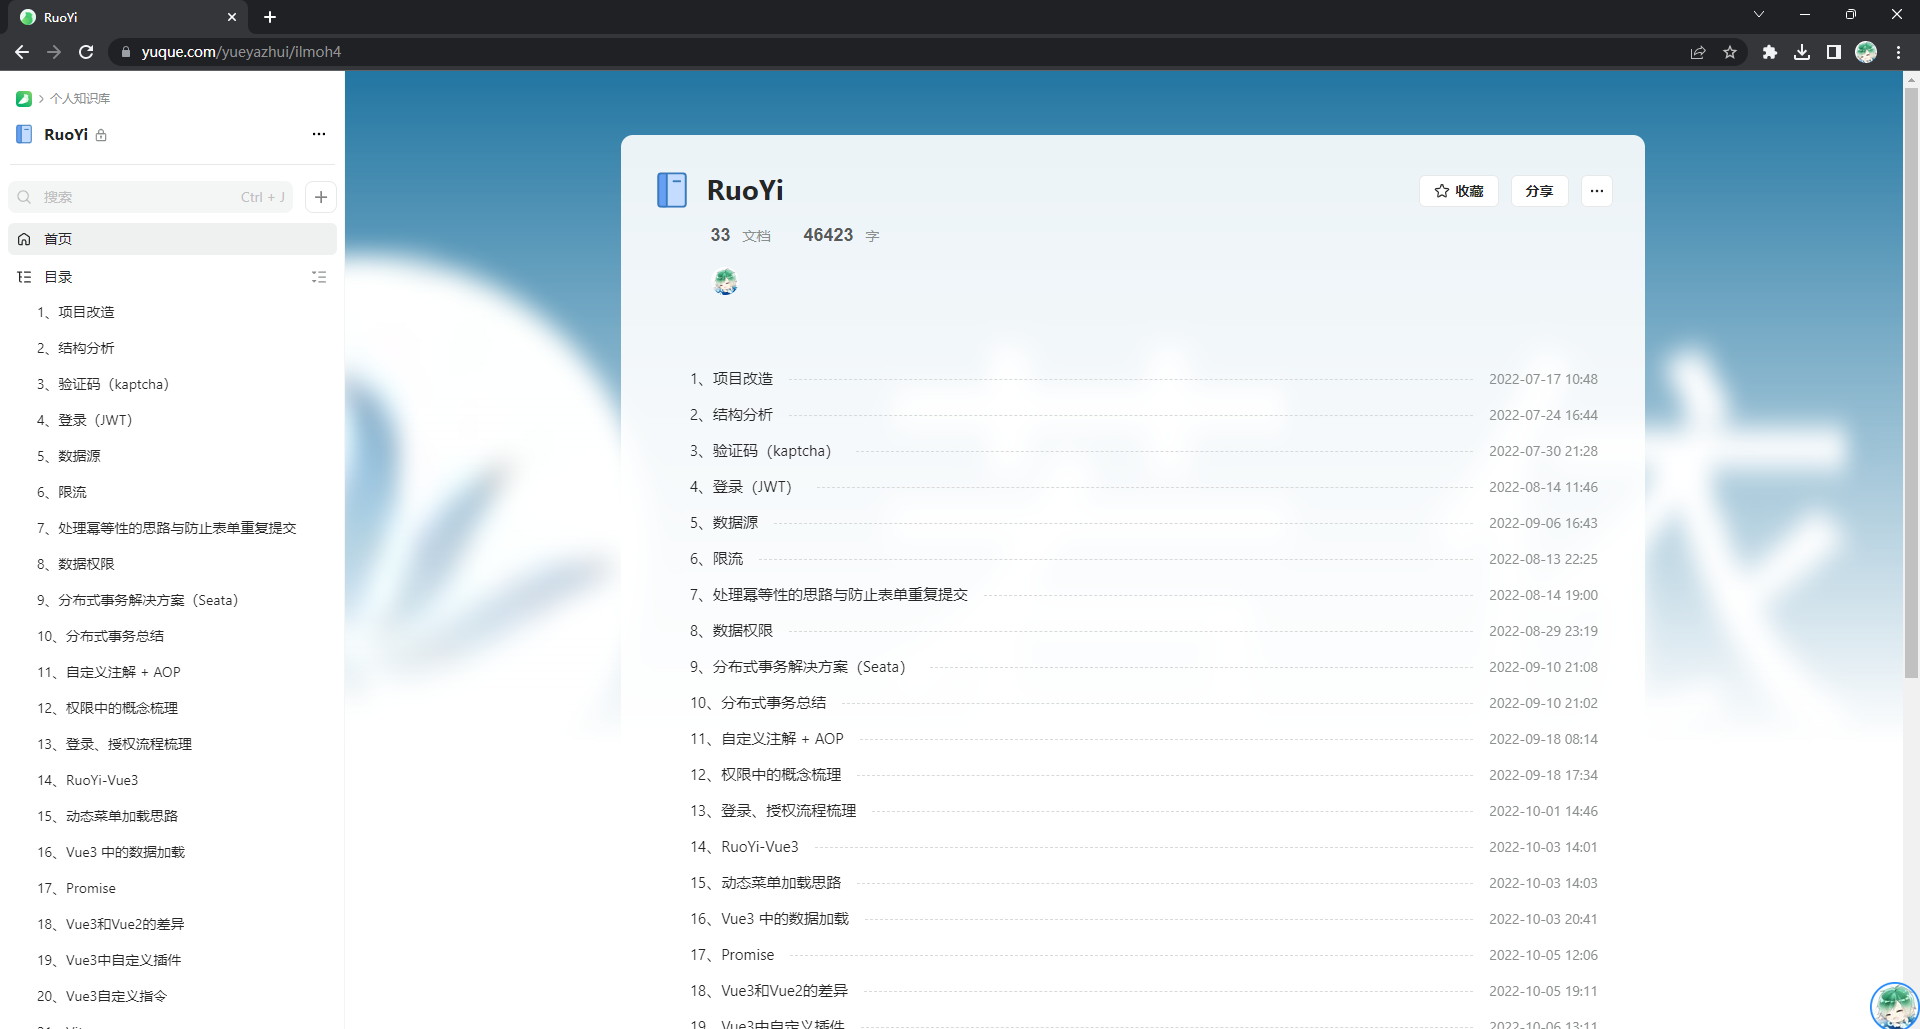 RuoYi
yuque.com/yueyazhui/ilmoh4
个人知识库
RuoYi
搜索 Ctrl + J
首页
目录
1、项目改造
2、结构分析
3、验证码（kaptcha）
4、登录（JWT）
5、数据源
6、限流
7、处理幂等性的思路与防止表单重复提交
8、数据权限
9、分布式事务解决方案（Seata）
10、分布式事务总结
11、自定义注解 + AOP
12、权限中的概念梳理
13、登录、授权流程梳理
14、RuoYi-Vue3
15、动态菜单加载思路
16、Vue3 中的数据加载
17、Promise
18、Vue3和Vue2的差异
19、Vue3中自定义插件
20、Vue3自定义指令
RuoYi
收藏 分享
33 文档 46423 字
1、项目改造 2022-07-17 10:48
2、结构分析 2022-07-24 16:44
3、验证码（kaptcha） 2022-07-30 21:28
4、登录（JWT） 2022-08-14 11:46
5、数据源 2022-09-06 16:43
6、限流 2022-08-13 22:25
7、处理幂等性的思路与防止表单重复提交 2022-08-14 19:00
8、数据权限 2022-08-29 23:19
9、分布式事务解决方案（Seata） 2022-09-10 21:08
10、分布式事务总结 2022-09-10 21:02
11、自定义注解 + AOP 2022-09-18 08:14
12、权限中的概念梳理 2022-09-18 17:34
13、登录、授权流程梳理 2022-10-01 14:46
14、RuoYi-Vue3 2022-10-03 14:01
15、动态菜单加载思路 2022-10-03 14:03
16、Vue3 中的数据加载 2022-10-03 20:41
17、Promise 2022-10-05 12:06
18、Vue3和Vue2的差异 2022-10-05 19:11
19、Vue3中自定义插件 2022-10-06 13:11